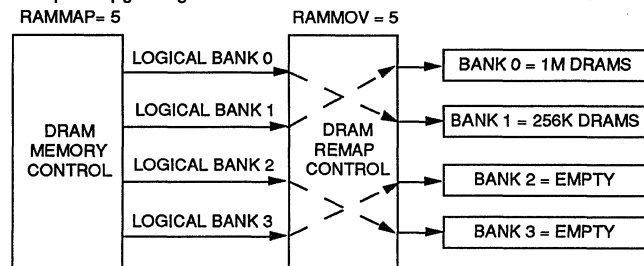 RAMMAP= 5
RAMMOV = 5
LOGICAL BANK 0
BANK 0 = 1M DRAMS
LOGICAL BANK 1
BANK 1 = 256K DRAMS
DRAM
MEMORY
CONTROL
DRAM
REMAP
CONTROL
LOGICAL BANK 2
BANK 2 = EMPTY
LOGICAL BANK 3
BANK 3 = EMPTY